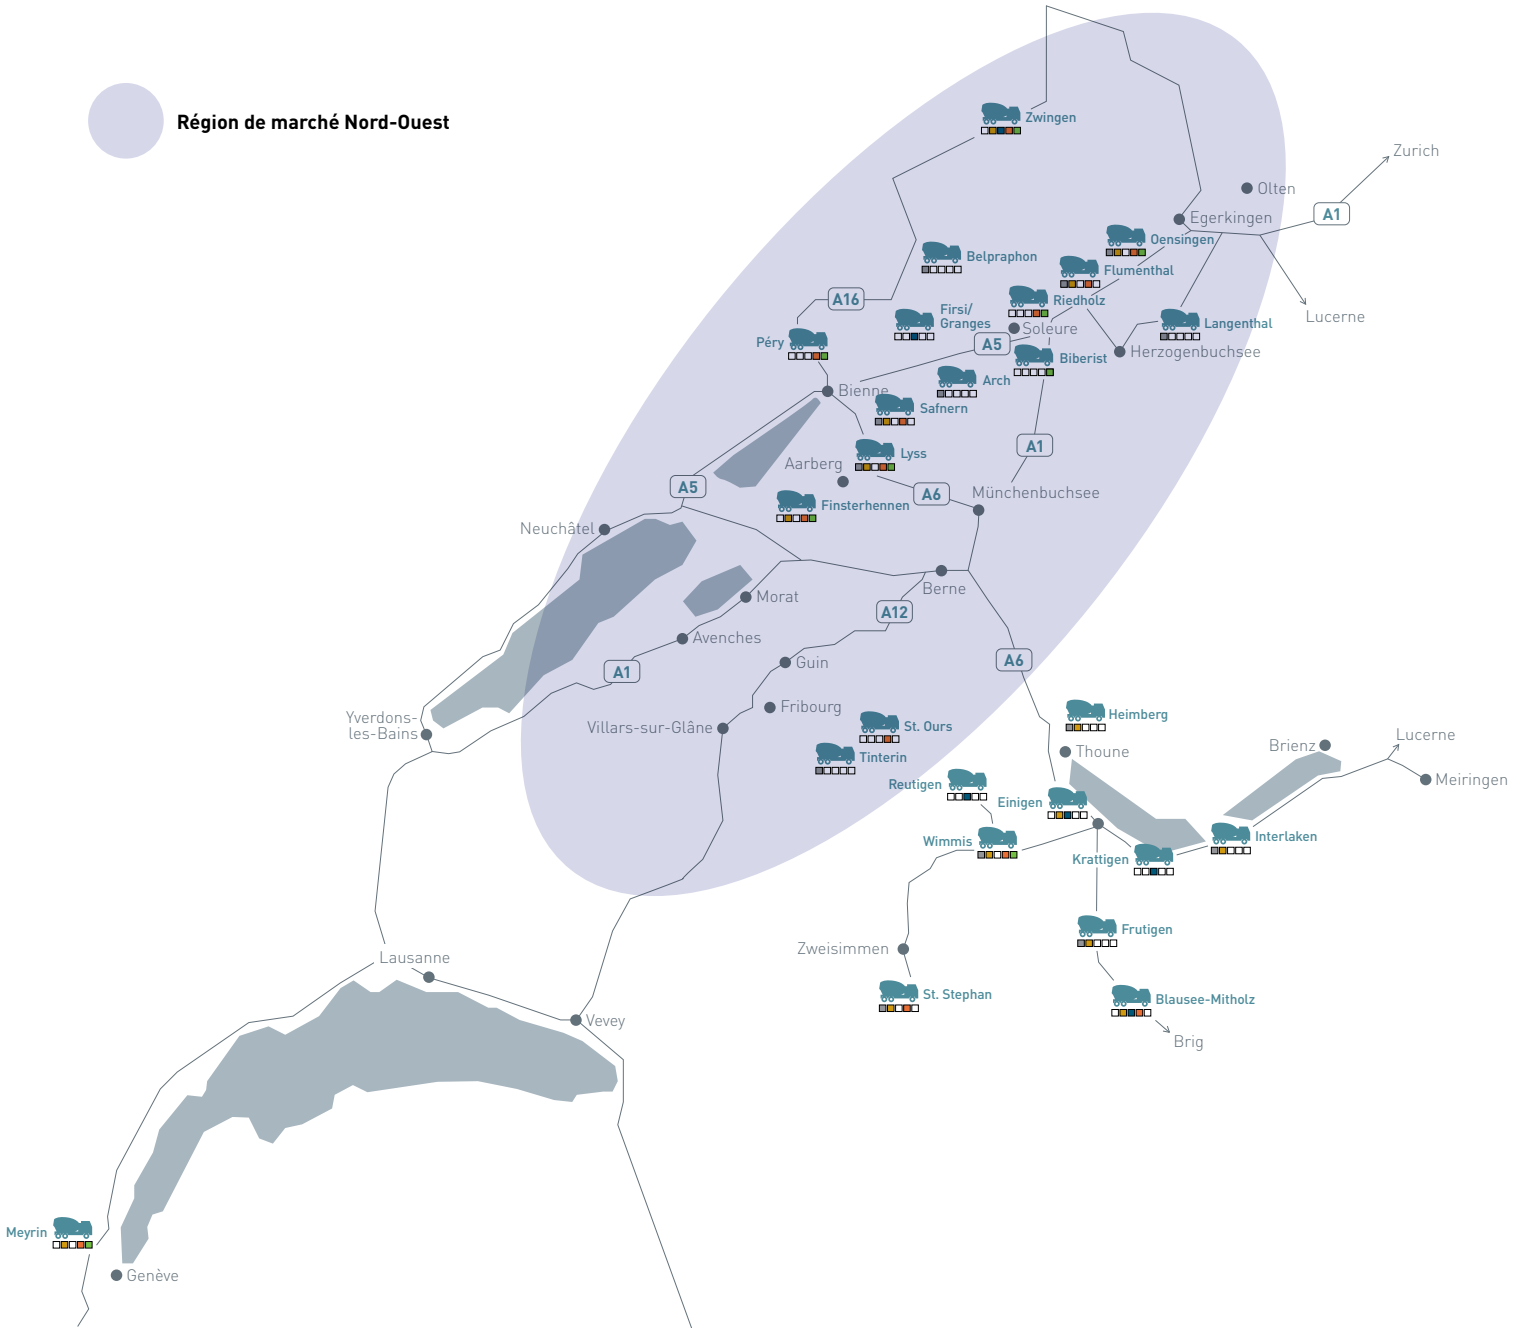 Région de marché Nord-Ouest
Zwingen
Zurich
Olten
A1
Egerkingen
Oensingen
Belpraphon
Flumenthal
A16
Riedholz
Lucerne
Firsi/
Granges
Langenthal
Soleure
Péry
A5
Herzogenbuchsee
Biberist
Arch
Bienne
Safnern
A1
Lyss
Aarberg
A5
A6
Münchenbuchsee
Finsterhennen
Neuchâtel
Berne
Morat
A12
Avenches
A6
Guin
A1
Fribourg
Heimberg
Yverdons-
les-Bains
Villars-sur-Glâne
St. Ours
Lucerne
Brienz
Thoune
Tinterin
Meiringen
Reutigen
Einigen
Interlaken
Wimmis
Krattigen
Frutigen
Zweisimmen
Lausanne
St. Stephan
Blausee-Mitholz
Vevey
Brig
Meyrin
Genève